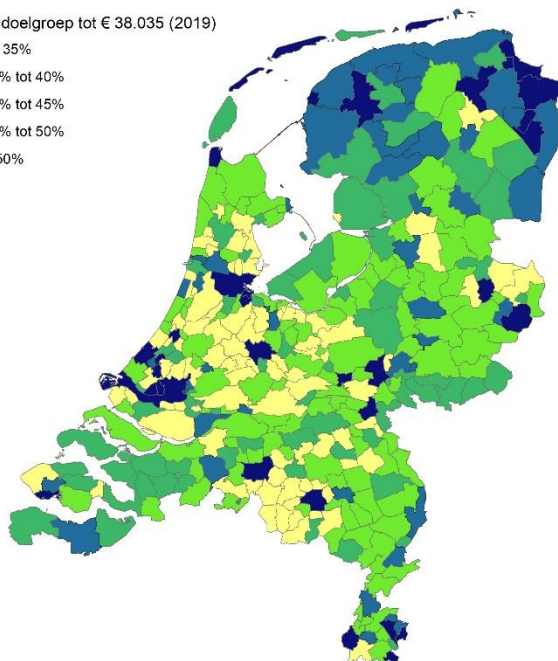 doelgroep tot € 38.035 (2019)
35%
% tot 40%
% tot 45%
% tot 50%
50%